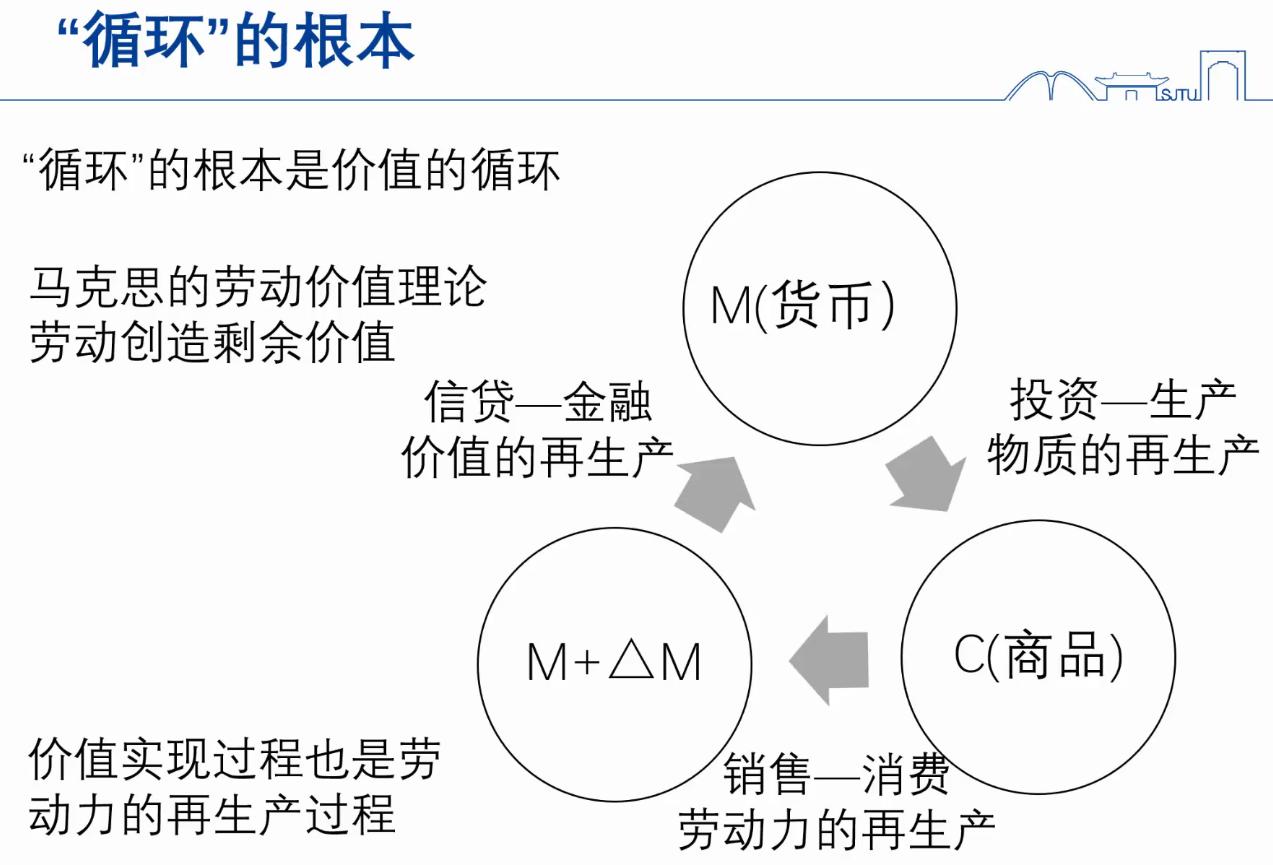 “循环”的根本
SJTU
“循环”的根本是价值的循环
马克思的劳动价值理论
劳动创造剩余价值
M(货币）
信贷—金融
价值的再生产
投资—生产
物质的再生产
M+△M
C(商品)
销售—消费
劳动力的再生产
价值实现过程也是劳
动力的再生产过程